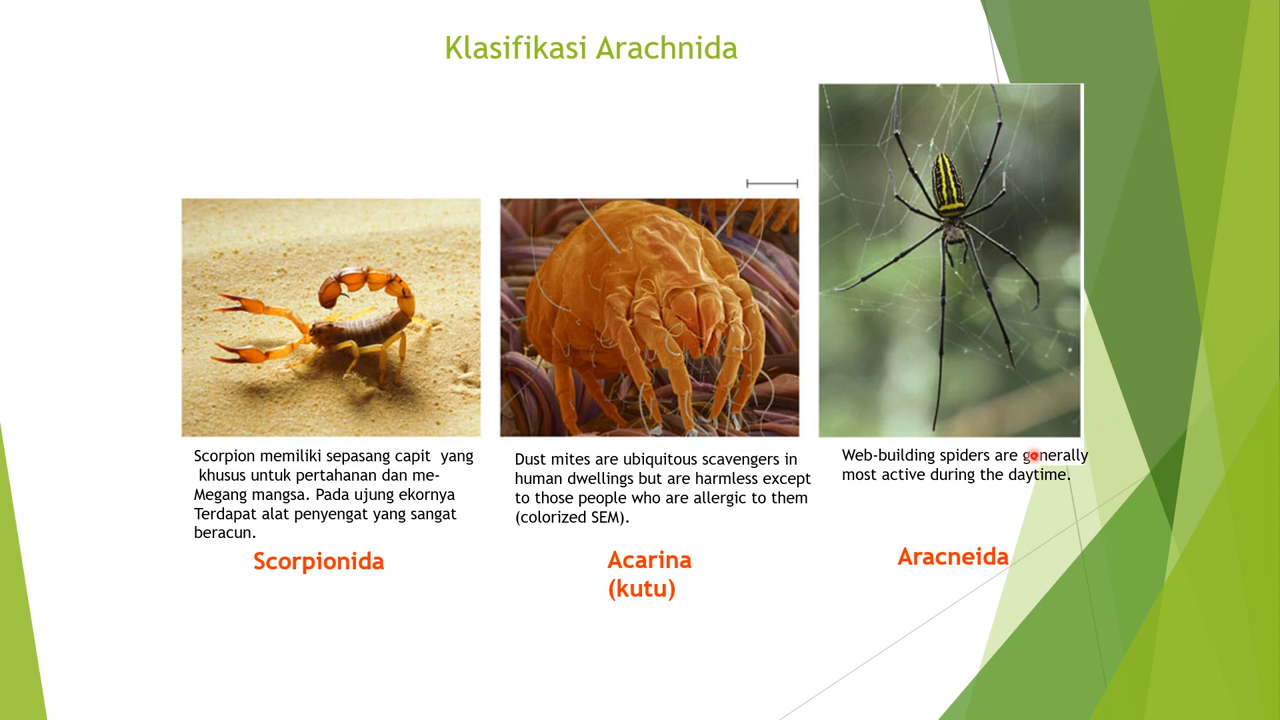 Klasifikasi Arachnida
Scorpion memiliki sepasang capit yang
khusus untuk pertahanan dan me-
Megang mangsa. Pada ujung ekornya
Terdapat alat penyengat yang sangat
beracun.
Scorpionida
Dust mites are ubiquitous scavengers in
human dwellings but are harmless except
to those people who are allergic to them
(colorized SEM).
Acarina
(kutu)
Web-building spiders are generally
most active during the daytime.
Aracneida